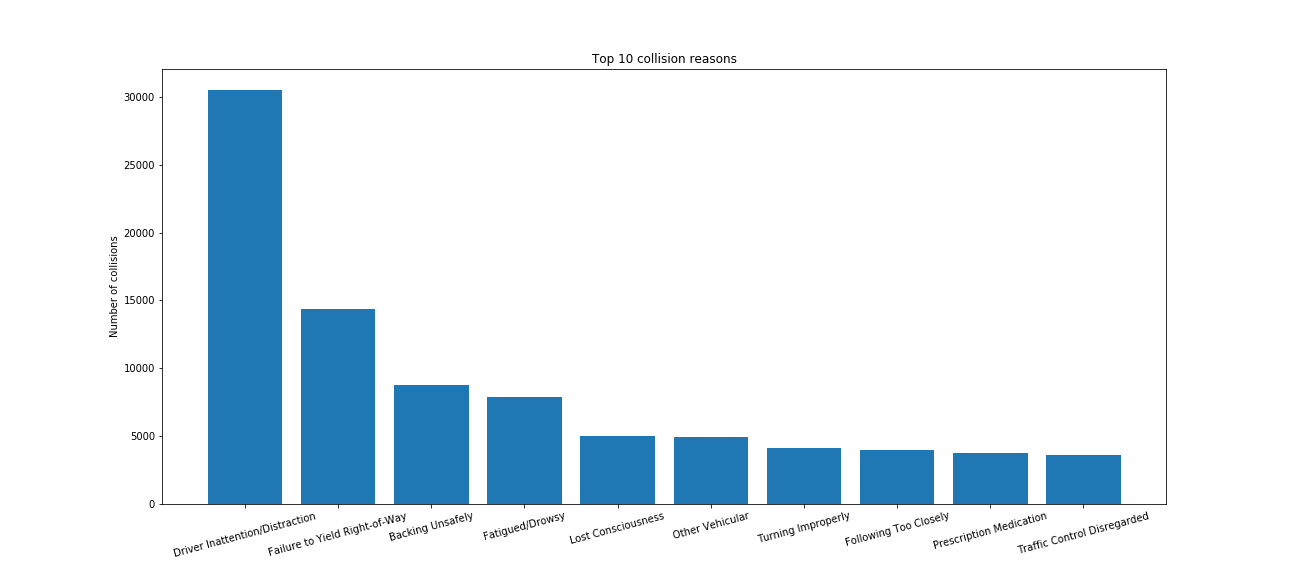 Top 10 collision reasons
Number of collisions
30000
25000
20000
15000
10000
5000
0
Driver Inattention/Distraction
Failure to Yield Right-of-Way
Backing Unsafely
Fatigued/Drowsy
Lost Consciousness
Other Vehicular
Turning Improperly
Following Too Closely
Prescription Medication
Traffic Control Disregarded